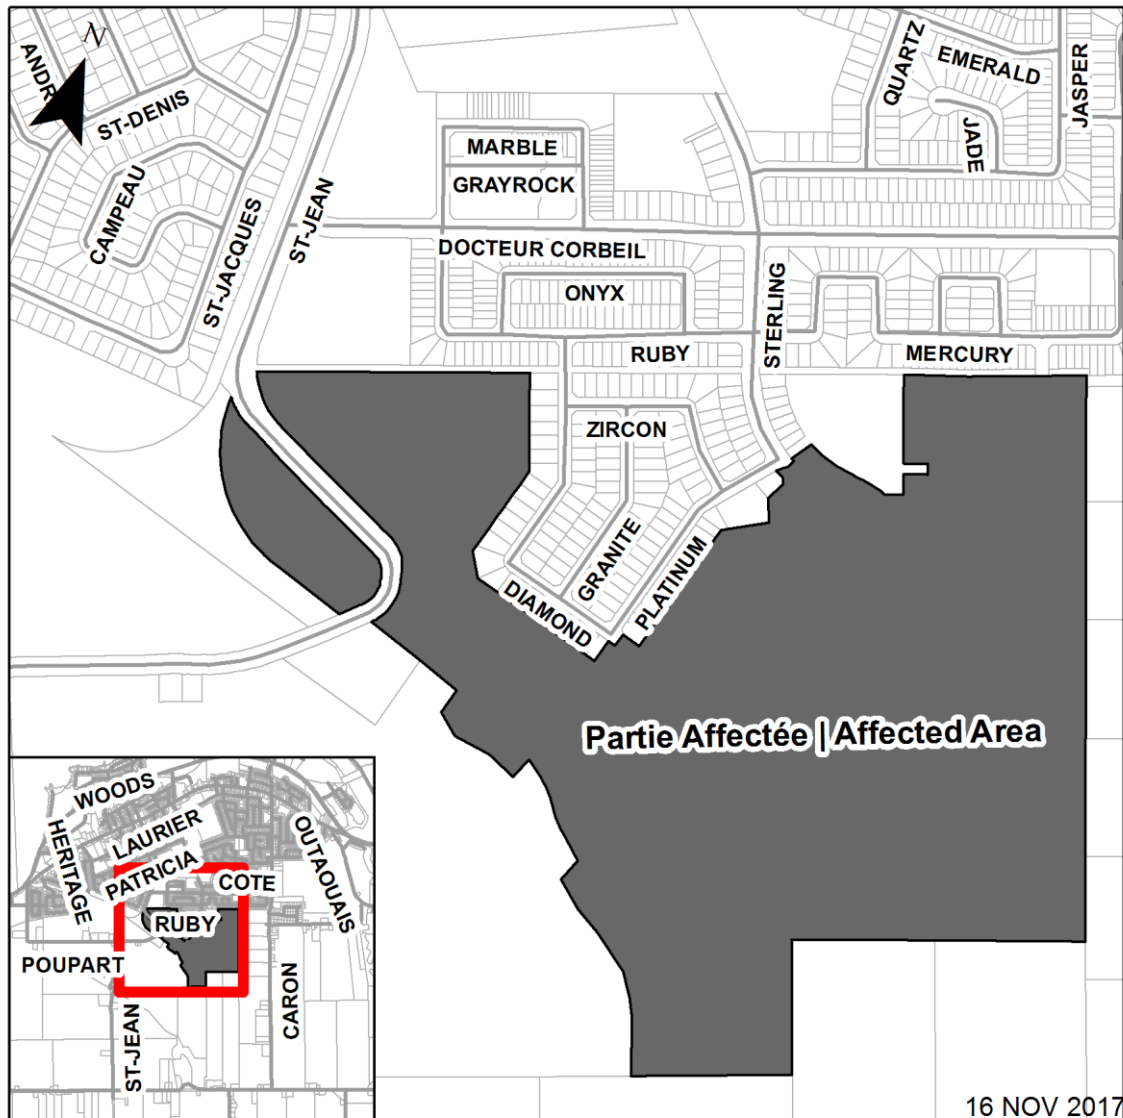 N
ANDR
ST-DENIS
CAMPEAU
ST-JACQUES
ST-JEAN
MARBLE
GRAYROCK
DOCTEUR CORBEIL
ONYX
RUBY
STERLING
MERCURY
QUARTZ
EMERALD
JADE
JASPER
ZIRCON
GRANITE
PLATINUM
DIAMOND
Partie Affectée | Affected Area
WOODS
HERITAGE
LAURIER
PATRICIA
OUTAOUAIS
COTE
RUBY
POUPART
ST-JEAN
CARON
16 NOV 2017